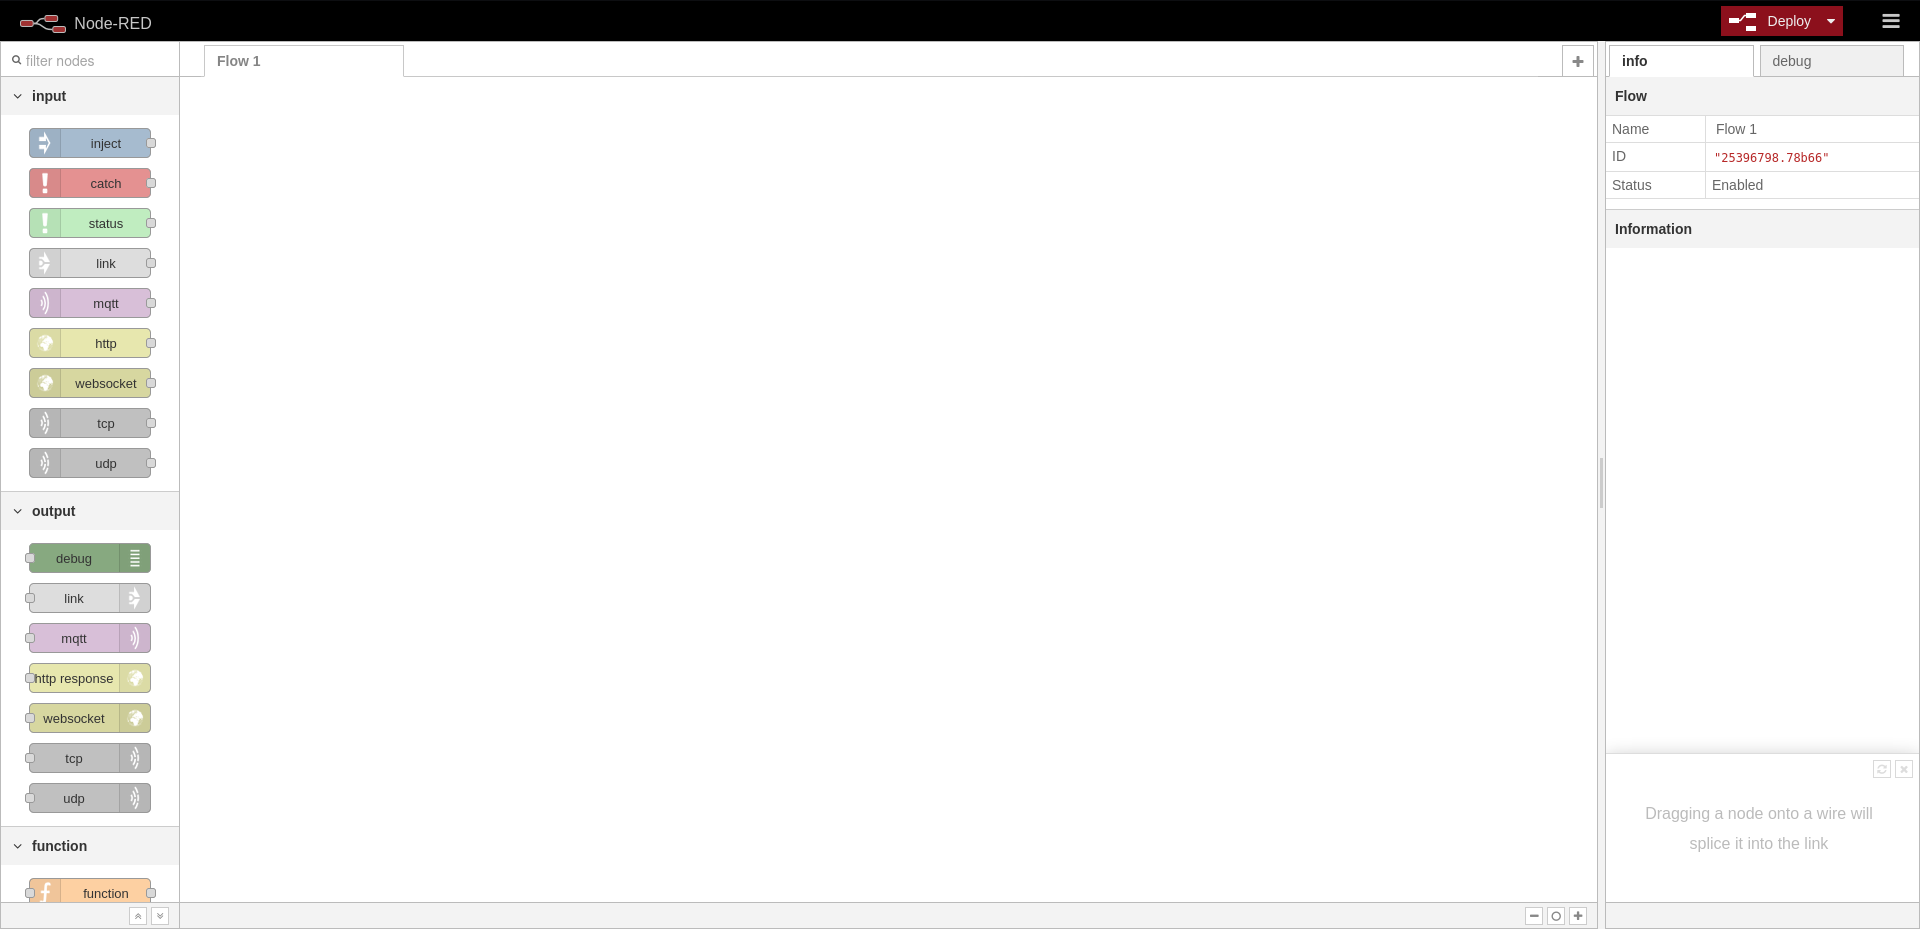 Node-RED
Deploy
filter nodes
Flow 1
info
debug
input
inject
catch
status
link
mqtt
http
websocket
tcp
udp
output
debug
link
mqtt
http response
websocket
tcp
udp
function
function
Flow
Name Flow 1
ID "25396798.78b66"
Status Enabled
Information
Dragging a node onto a wire will
splice it into the link